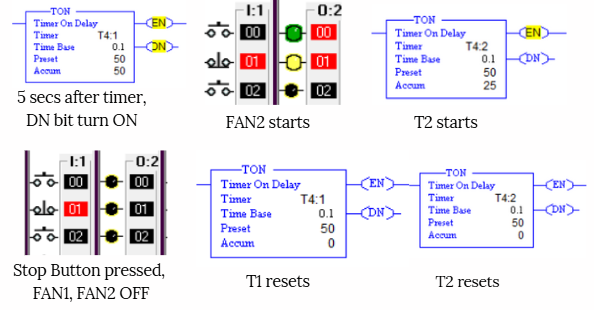 TON
Timer On Delay
Timer T4:1
Time Base 0.1
Preset 50
Accum 50
EN
DN
5 secs after timer,
DN bit turn ON
I:1 O:2
00 00
01 01
02 02
FAN2 starts
TON
Timer On Delay
Timer T4:2
Time Base 0.1
Preset 50
Accum 25
EN
DN
T2 starts
I:1 O:2
00 00
01 01
02 02
Stop Button pressed,
FAN1, FAN2 OFF
TON
Timer On Delay
Timer T4:1
Time Base 0.1
Preset 50
Accum 0
EN
DN
T1 resets
TON
Timer On Delay
Timer T4:2
Time Base 0.1
Preset 50
Accum 0
EN
DN
T2 resets